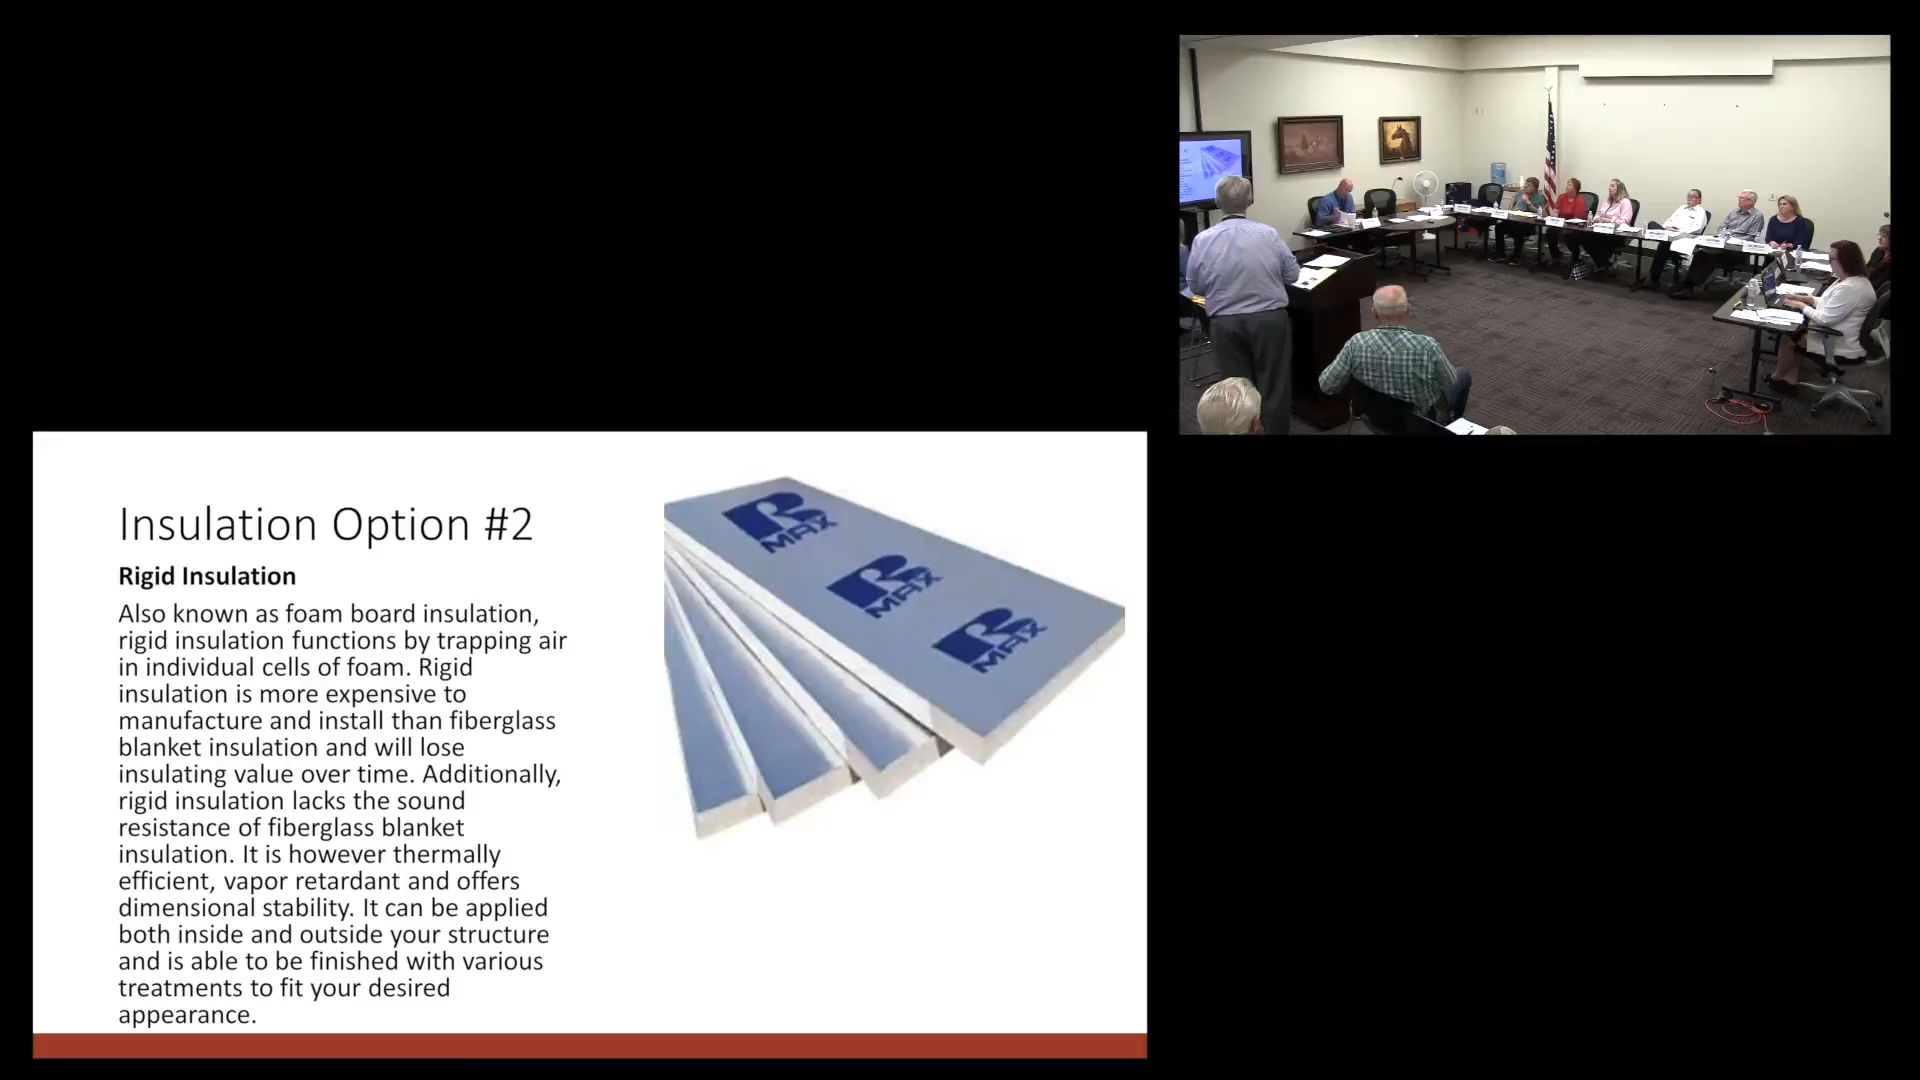 Insulation Option #2
Rigid Insulation
Also known as foam board insulation,
rigid insulation functions by trapping air
in individual cells of foam. Rigid
insulation is more expensive to
manufacture and install than fiberglass
blanket insulation and will lose
insulating value over time. Additionally,
rigid insulation lacks the sound
resistance of fiberglass blanket
insulation. It is however thermally
efficient, vapor retardant and offers
dimensional stability. It can be applied
both inside and outside your structure
and is able to be finished with various
treatments to fit your desired
appearance.
R
MAX
R
MAX
R
MAX